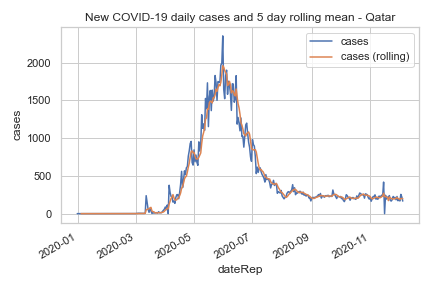 New COVID-19 daily cases and 5 day rolling mean - Qatar
cases
cases (rolling)
2000
1500
1000
500
0
cases
2020-01
2020-03
2020-05
2020-07
2020-09
2020-11
dateRep